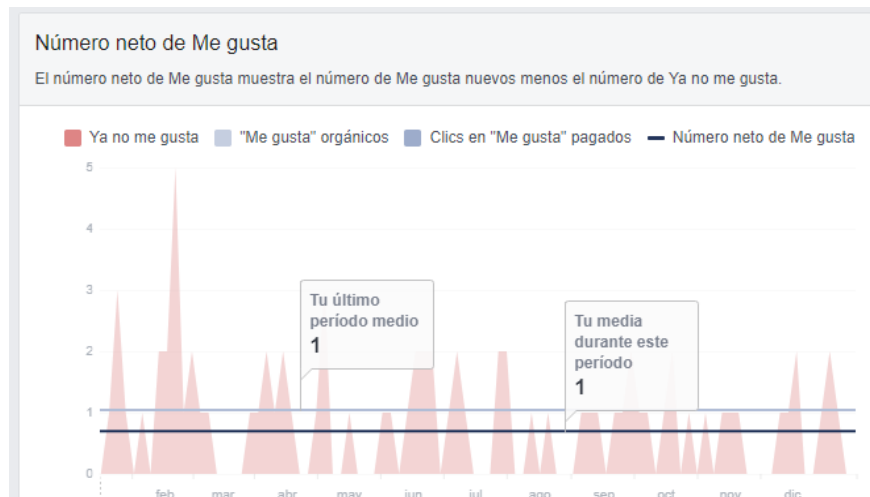 Número neto de Me gusta
El número neto de Me gusta muestra el número de Me gusta nuevos menos el número de Ya no me gusta.
Ya no me gusta "Me gusta" orgánicos Clics en "Me gusta" pagados Número neto de Me gusta
5
4
3
Tu último
período medio
1
Tu media
durante este
período
1
2
1
0
feb mar abr may jun jul ago sep oct nov dic